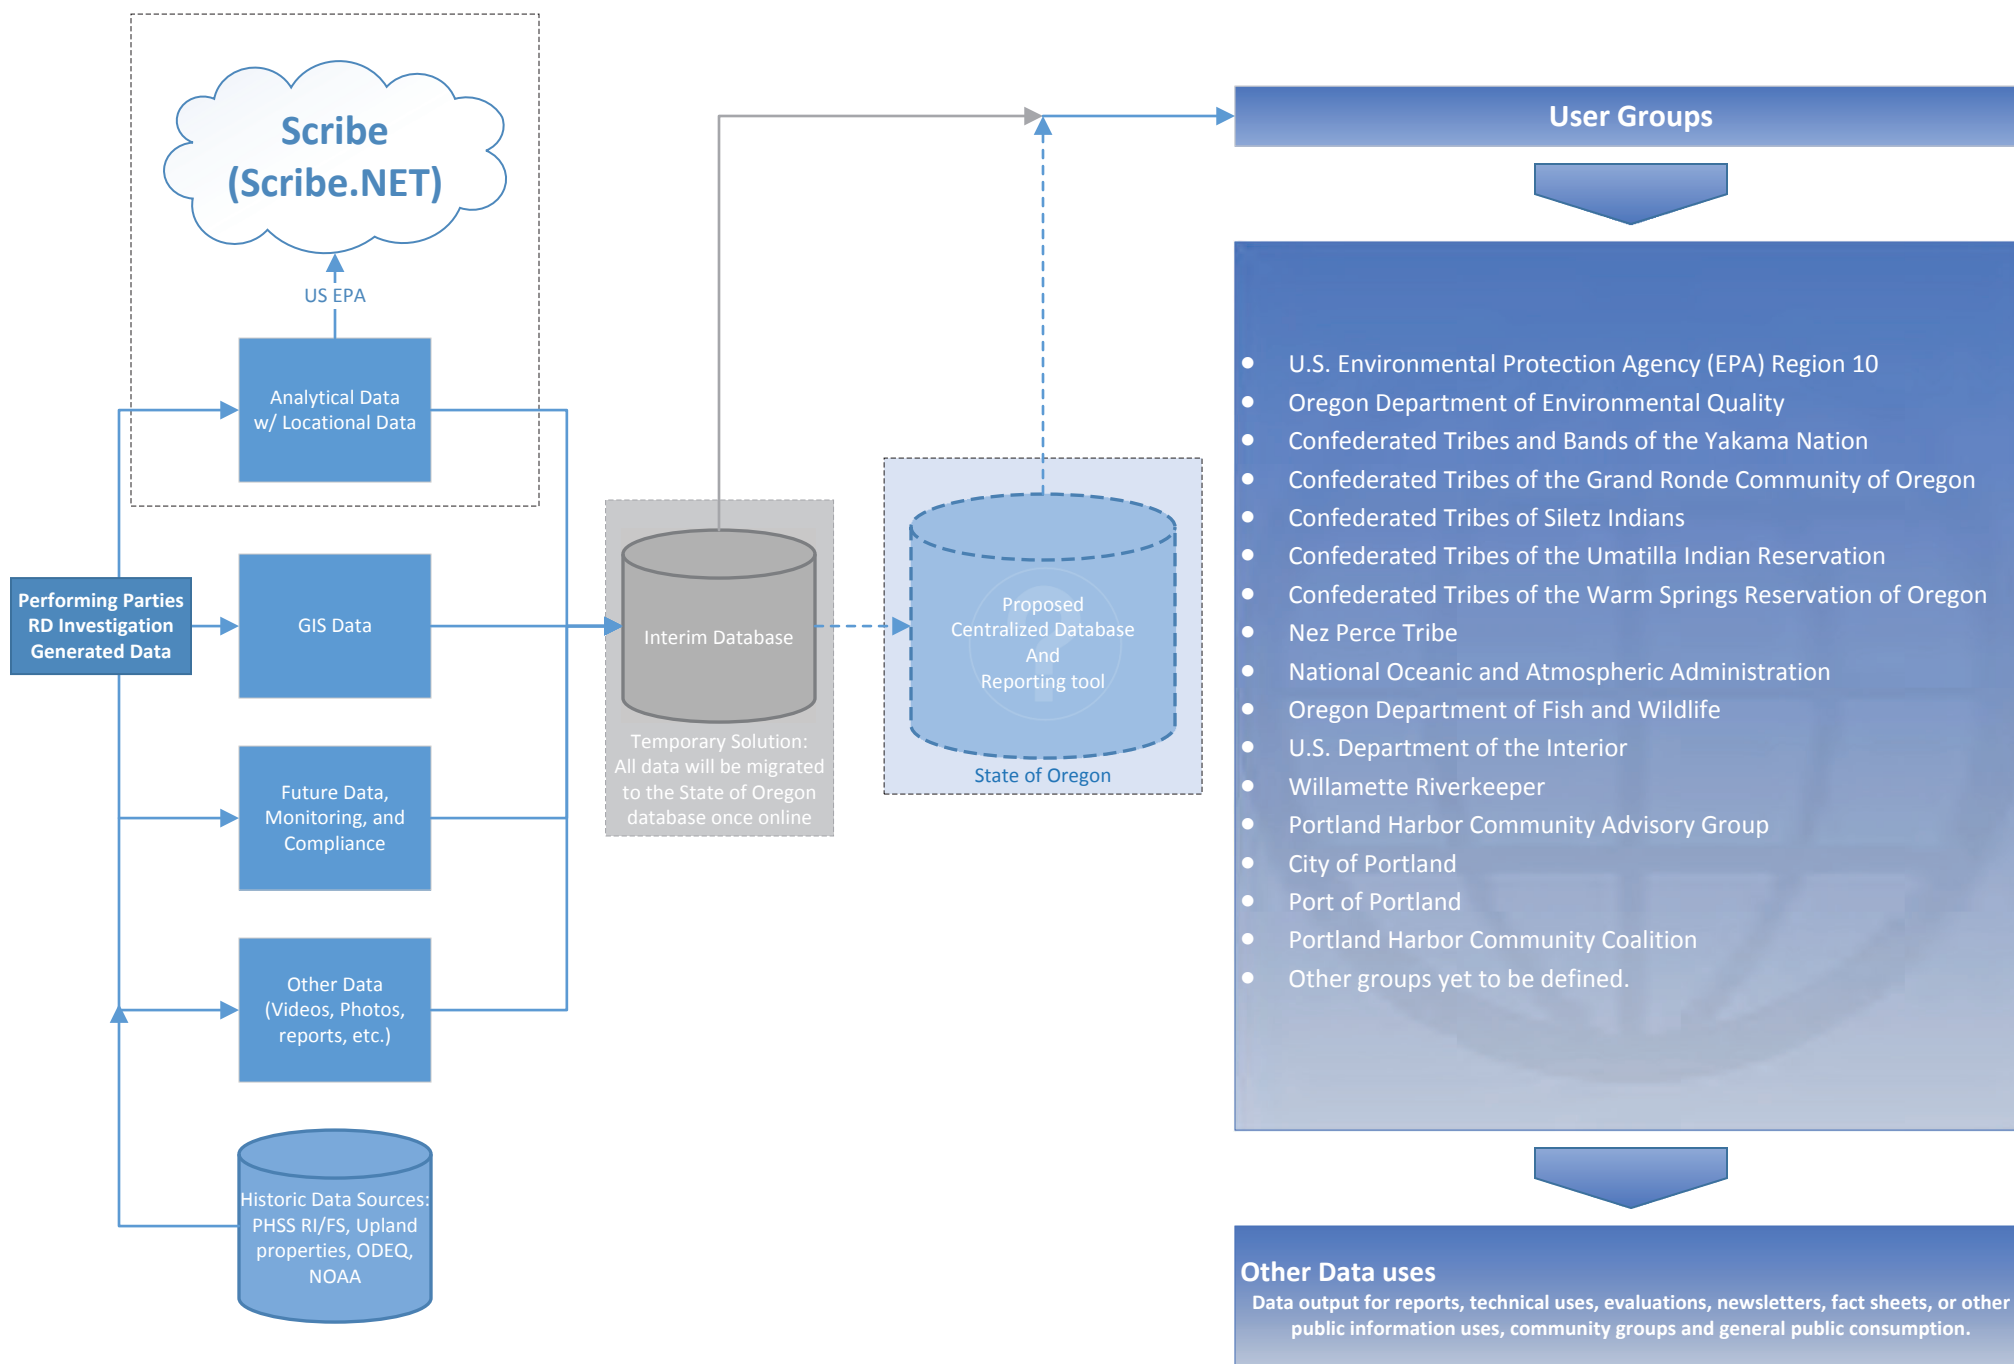 Scribe
(Scribe.NET)
US EPA
Analytical Data
w/ Locational Data
Performing Parties
RD Investigation
Generated Data
GIS Data
Future Data,
Monitoring, and
Compliance
Other Data
(Videos, Photos,
reports, etc.)
Historic Data Sources:
PHSS RI/FS, Upland
properties, ODEQ,
NOAA
Interim Database
Temporary Solution:
All data will be migrated
to the State of Oregon
database once online
Proposed
Centralized Database
And
Reporting tool
State of Oregon
User Groups
• U.S. Environmental Protection Agency (EPA) Region 10
• Oregon Department of Environmental Quality
• Confederated Tribes and Bands of the Yakama Nation
• Confederated Tribes of the Grand Ronde Community of Oregon
• Confederated Tribes of Siletz Indians
• Confederated Tribes of the Umatilla Indian Reservation
• Confederated Tribes of the Warm Springs Reservation of Oregon
• Nez Perce Tribe
• National Oceanic and Atmospheric Administration
• Oregon Department of Fish and Wildlife
• U.S. Department of the Interior
• Willamette Riverkeeper
• Portland Harbor Community Advisory Group
• City of Portland
• Port of Portland
• Portland Harbor Community Coalition
• Other groups yet to be defined.
Other Data uses
Data output for reports, technical uses, evaluations, newsletters, fact sheets, or other
public information uses, community groups and general public consumption.